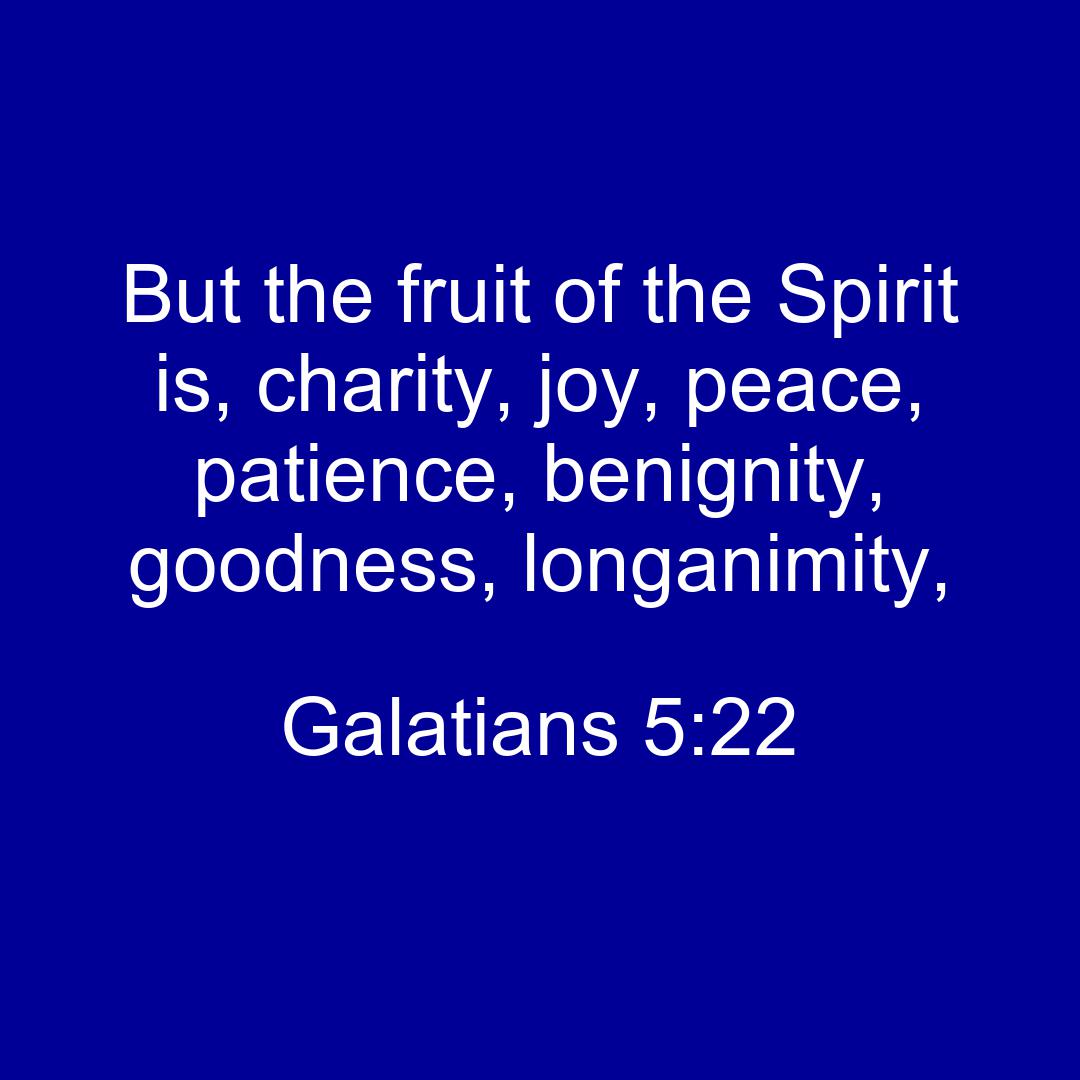 But the fruit of the Spirit
is, charity, joy, peace,
patience, benignity,
goodness, longanimity,
Galatians 5:22